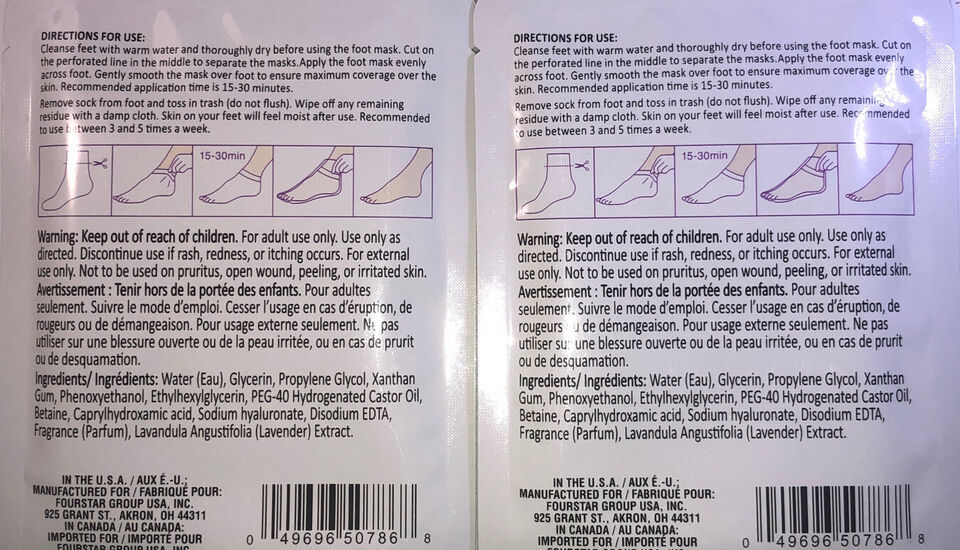 DIRECTIONS FOR USE:
Cleanse feet with warm water and thoroughly dry before using the foot mask. Cut on
the perforated line in the middle to separate the masks.Apply the foot mask evenly
across foot. Gently smooth the mask over foot to ensure maximum coverage over the
skin. Recommended application time is 15-30 minutes.
Remove sock from foot and toss in trash (do not flush). Wipe off any remaining
residue with a damp cloth. Skin on your feet will feel moist after use. Recommended
to use between 3 and 5 times a week.
15-30min
Warning: Keep out of reach of children. For adult use only. Use only as
directed. Discontinue use if rash, redness, or itching occurs. For external
use only. Not to be used on pruritus, open wound, peeling, or irritated skin.
Avertissement : Tenir hors de la portée des enfants. Pour adultes
seulement. Suivre le mode d'emploi. Cesser l'usage en cas d'éruption, de
rougeurs ou de démangeaison. Pour usage externe seulement. Ne pas
utiliser sur une blessure ouverte ou de la peau irritée, ou en cas de prurit
ou de desquamation.
Ingredients/ Ingrédients: Water (Eau), Glycerin, Propylene Glycol, Xanthan
Gum, Phenoxyethanol, Ethylhexylglycerin, PEG-40 Hydrogenated Castor Oil,
Betaine, Caprylhydroxamic acid, Sodium hyaluronate, Disodium EDTA,
Fragrance (Parfum), Lavandula Angustifolia (Lavender) Extract.
IN THE U.S.A. / AUX É.-U.;
MANUFACTURED FOR / FABRIQUÉ POUR:
FOURSTAR GROUP USA, INC.
925 GRANT ST., AKRON, OH 44311
IN CANADA / AU CANADA:
IMPORTED FOR / IMPORTÉ POUR
FOURSTAR GROUP USA, INC.
0 49696 50786 8
DIRECTIONS FOR USE:
Cleanse feet with warm water and thoroughly dry before using the foot mask. Cut on
the perforated line in the middle to separate the masks.Apply the foot mask evenly
across foot. Gently smooth the mask over foot to ensure maximum coverage over the
skin. Recommended application time is 15-30 minutes.
Remove sock from foot and toss in trash (do not flush). Wipe off any remaining
residue with a damp cloth. Skin on your feet will feel moist after use. Recommended
to use between 3 and 5 times a week.
15-30min
Warning: Keep out of reach of children. For adult use only. Use only as
directed. Discontinue use if rash, redness, or itching occurs. For external
use only. Not to be used on pruritus, open wound, peeling, or irritated skin.
Avertissement : Tenir hors de la portée des enfants. Pour adultes
seulement. Suivre le mode d'emploi. Cesser l'usage en cas d'éruption, de
rougeurs ou de démangeaison. Pour usage externe seulement. Ne pas
utiliser sur une blessure ouverte ou de la peau irritée, ou en cas de prurit
ou de desquamation.
Ingredients/ Ingrédients: Water (Eau), Glycerin, Propylene Glycol, Xanthan
Gum, Phenoxyethanol, Ethylhexylglycerin, PEG-40 Hydrogenated Castor Oil,
Betaine, Caprylhydroxamic acid, Sodium hyaluronate, Disodium EDTA,
Fragrance (Parfum), Lavandula Angustifolia (Lavender) Extract.
IN THE U.S.A. / AUX É.-U.;
MANUFACTURED FOR / FABRIQUÉ POUR:
FOURSTAR GROUP USA, INC.
925 GRANT ST., AKRON, OH 44311
IN CANADA / AU CANADA:
IMPORTED FOR / IMPORTÉ POUR
FOURSTAR GROUP USA, INC.
0 49696 50786 8